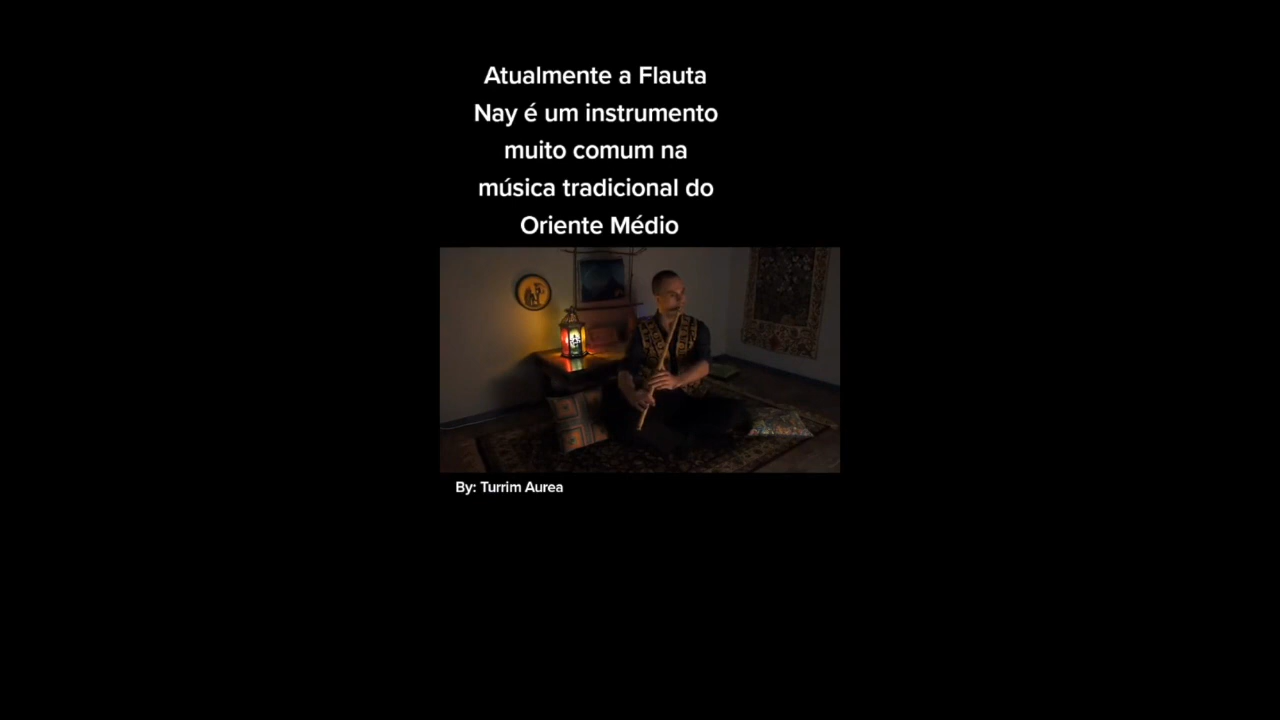 Atualmente a Flauta
Nay é um instrumento
muito comum na
música tradicional do
Oriente Médio
By: Turrim Aurea